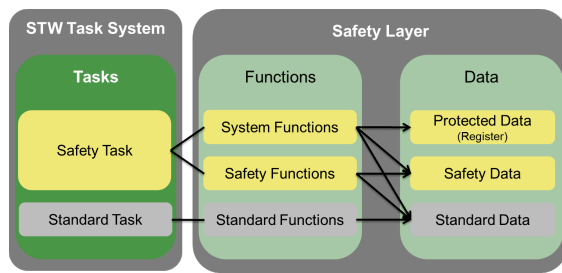 STW Task System
Safety Layer
Tasks
Functions
Data
Safety Task
System Functions
Protected Data
(Register)
Safety Functions
Safety Data
Standard Task
Standard Functions
Standard Data